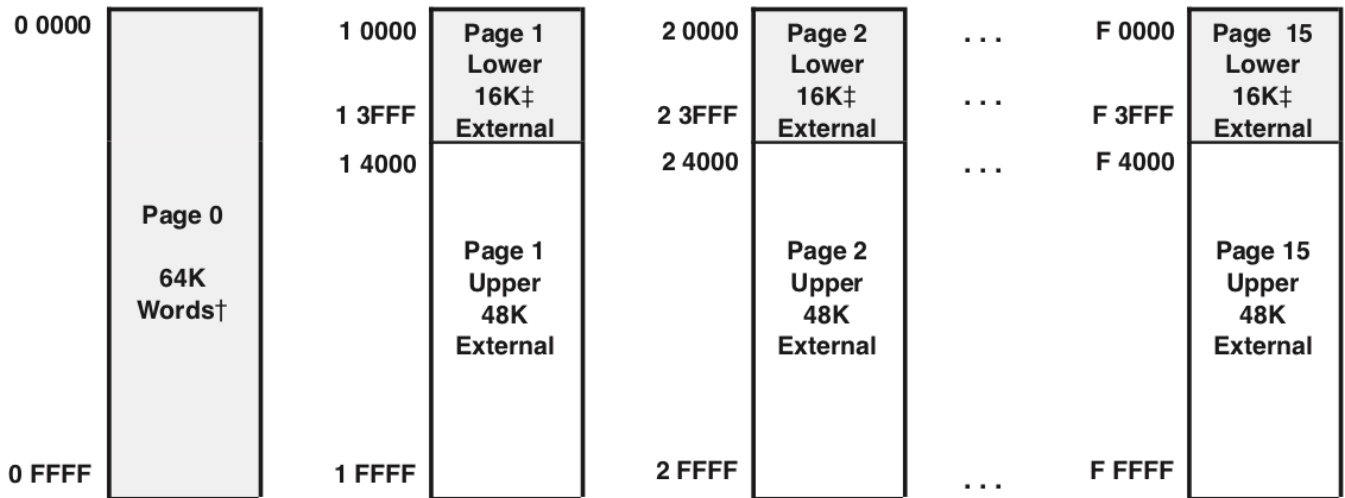 0 0000
Page 0
64K
Words†
0 FFFF
1 0000
1 3FFF
1 4000
1 FFFF
Page 1
Lower
16K‡
External
Page 1
Upper
48K
External
2 0000
2 3FFF
2 4000
2 FFFF
Page 2
Lower
16K‡
External
Page 2
Upper
48K
External
. . .
. . .
. . .
. . .
F 0000
F 3FFF
F 4000
F FFFF
Page 15
Lower
16K‡
External
Page 15
Upper
48K
External